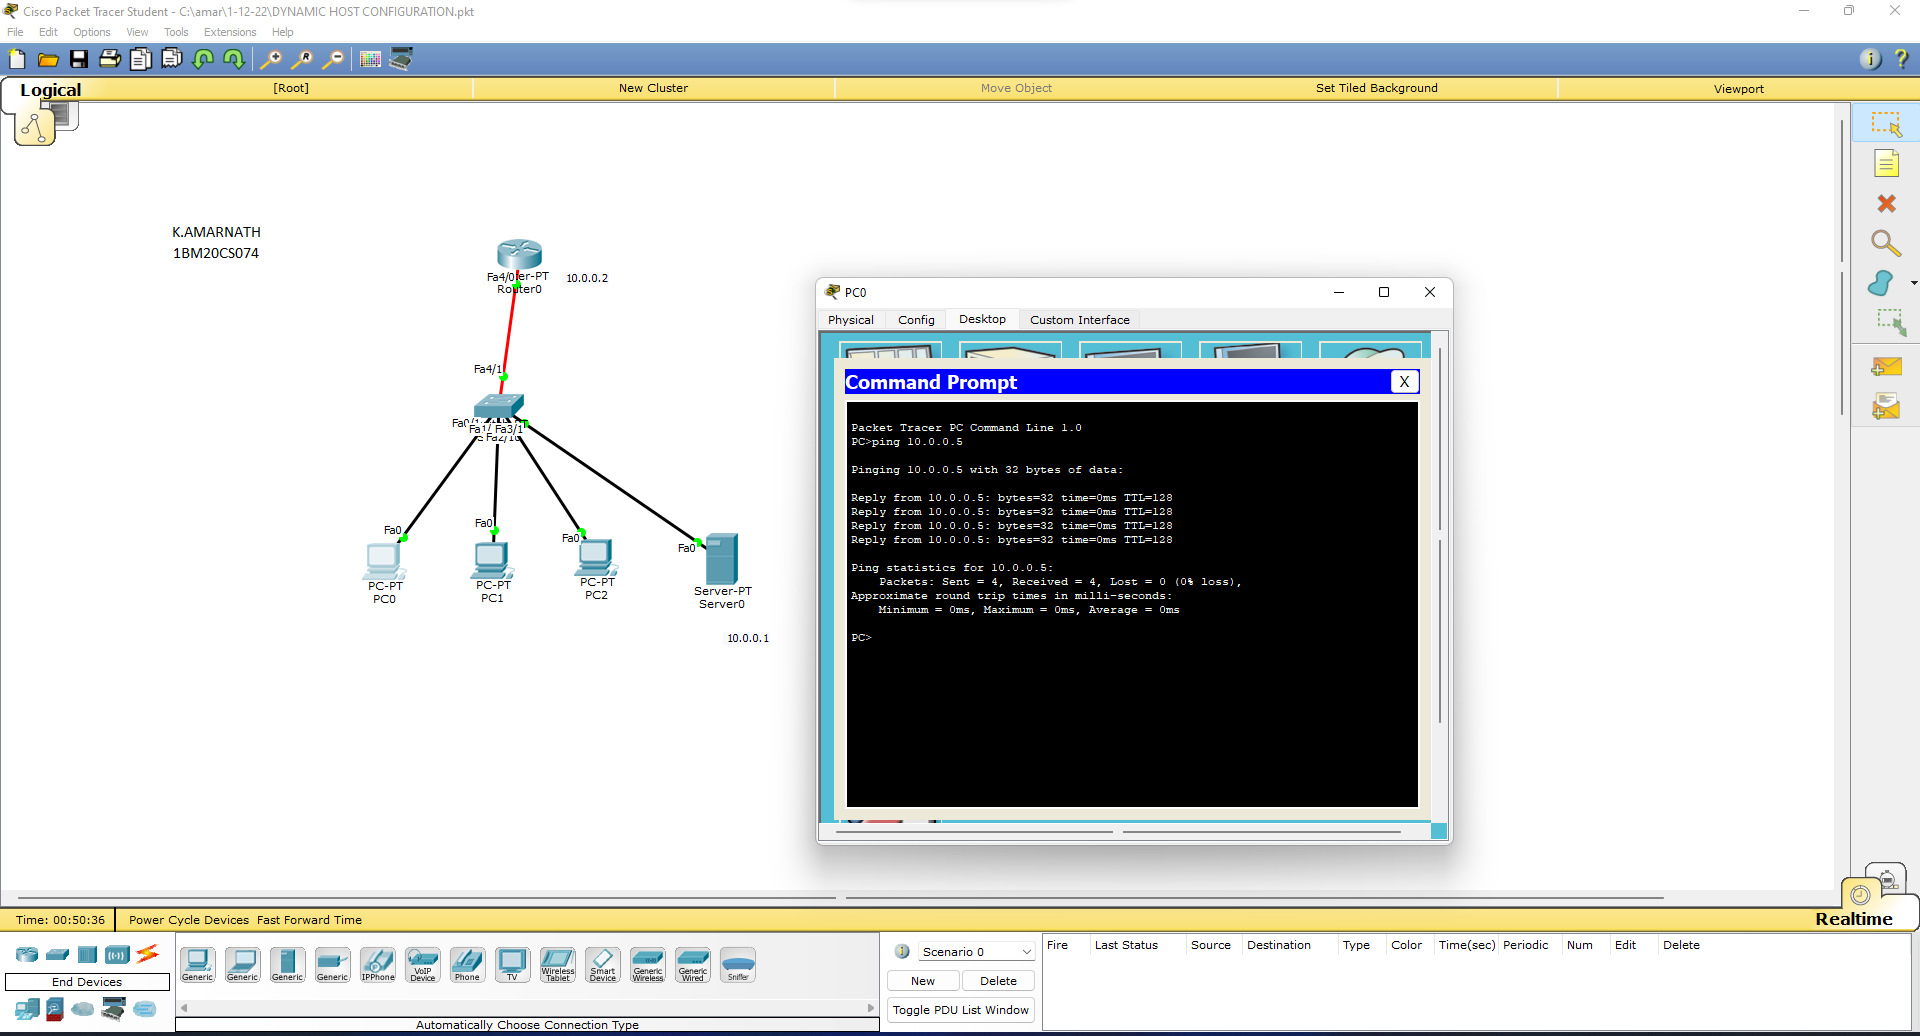 Cisco Packet Tracer Student - C:\amar\1-12-22\DYNAMIC HOST CONFIGURATION.pkt
File Edit Options View Tools Extensions Help
Logical [Root] New Cluster Move Object Set Tiled Background Viewport
K.AMARNATH
1BM20CS074
Fa4/0 er-PT
Router0
10.0.0.2
Fa4/1
Fa3/1
Fa0
Fa0
Fa0
Fa0
PC-PT
PC0
PC-PT
PC1
PC-PT
PC2
Server-PT
Server0
10.0.0.1
PC0
Physical Config Desktop Custom Interface
Command Prompt X
Packet Tracer PC Command Line 1.0
PC>ping 10.0.0.5
Pinging 10.0.0.5 with 32 bytes of data:
Reply from 10.0.0.5: bytes=32 time=0ms TTL=128
Reply from 10.0.0.5: bytes=32 time=0ms TTL=128
Reply from 10.0.0.5: bytes=32 time=0ms TTL=128
Reply from 10.0.0.5: bytes=32 time=0ms TTL=128
Ping statistics for 10.0.0.5:
Packets: Sent = 4, Received = 4, Lost = 0 (0% loss),
Approximate round trip times in milli-seconds:
Minimum = 0ms, Maximum = 0ms, Average = 0ms
PC>
Realtime
Time: 00:50:36 Power Cycle Devices Fast Forward Time
End Devices
Generic Generic Generic Generic IPPhone VoIP Device Phone TV Wireless Tablet Smart Device Generic Wireless Generic Wired Sniffer
Automatically Choose Connection Type
Scenario 0
New Delete
Toggle PDU List Window
Fire Last Status Source Destination Type Color Time(sec) Periodic Num Edit Delete